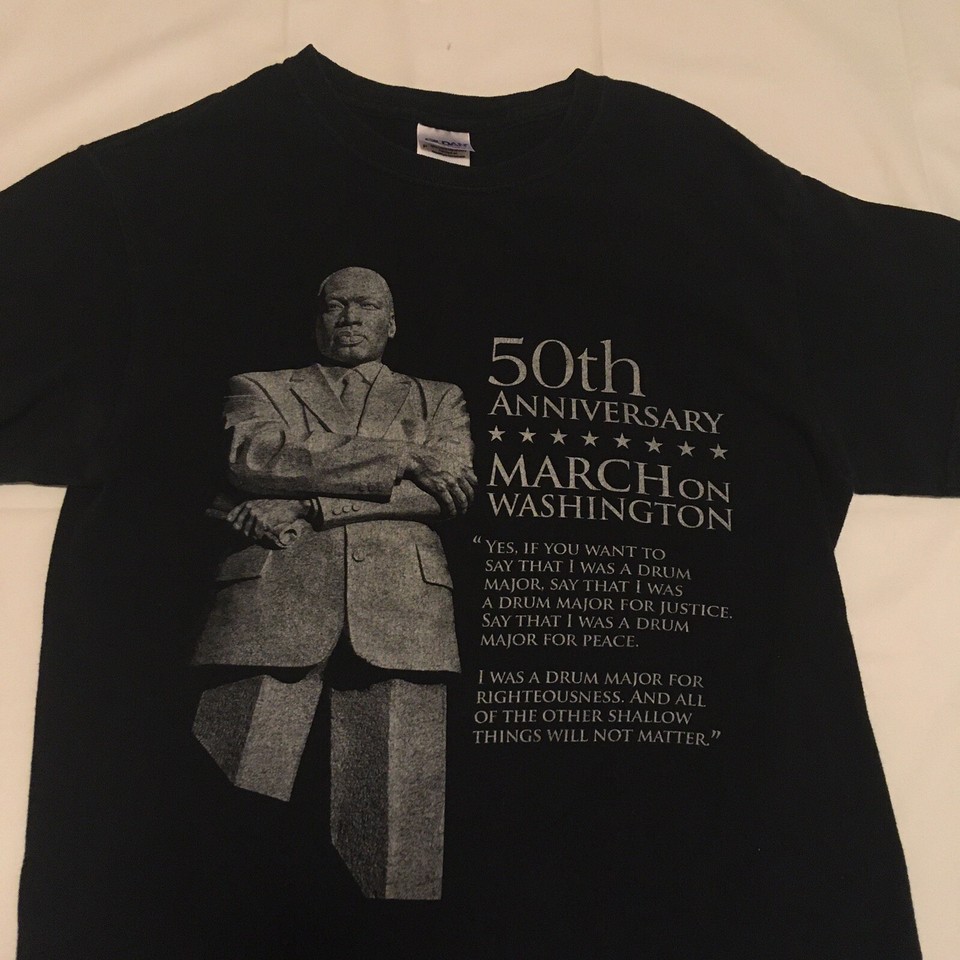 50th
ANNIVERSARY
MARCH ON
WASHINGTON
“YES, IF YOU WANT TO
SAY THAT I WAS A DRUM
MAJOR, SAY THAT I WAS
A DRUM MAJOR FOR JUSTICE.
SAY THAT I WAS A DRUM
MAJOR FOR PEACE.
I WAS A DRUM MAJOR FOR
RIGHTEOUSNESS. AND ALL
OF THE OTHER SHALLOW
THINGS WILL NOT MATTER.”